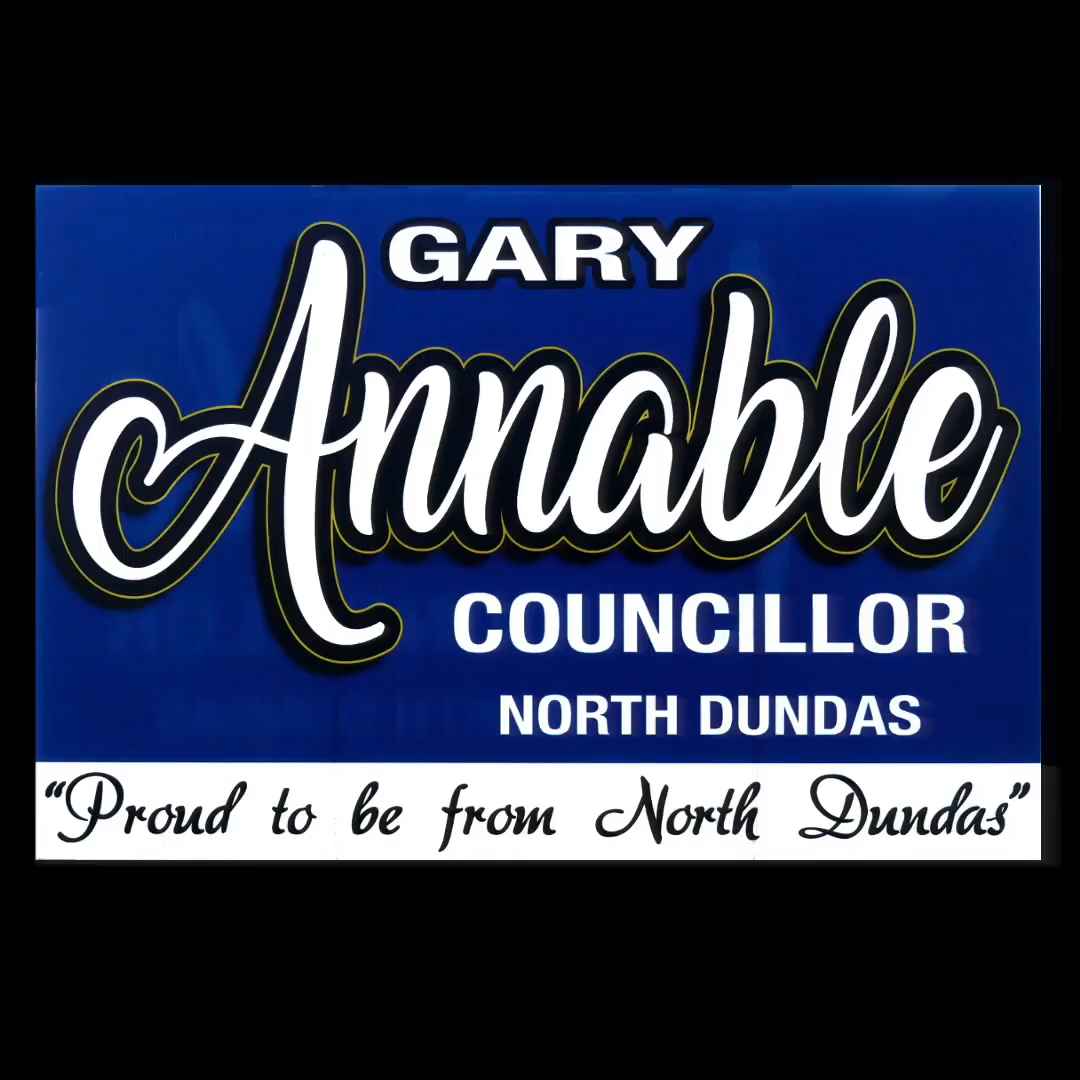 GARY
Annable
COUNCILLOR
NORTH DUNDAS
“Proud to be from North Dundas”